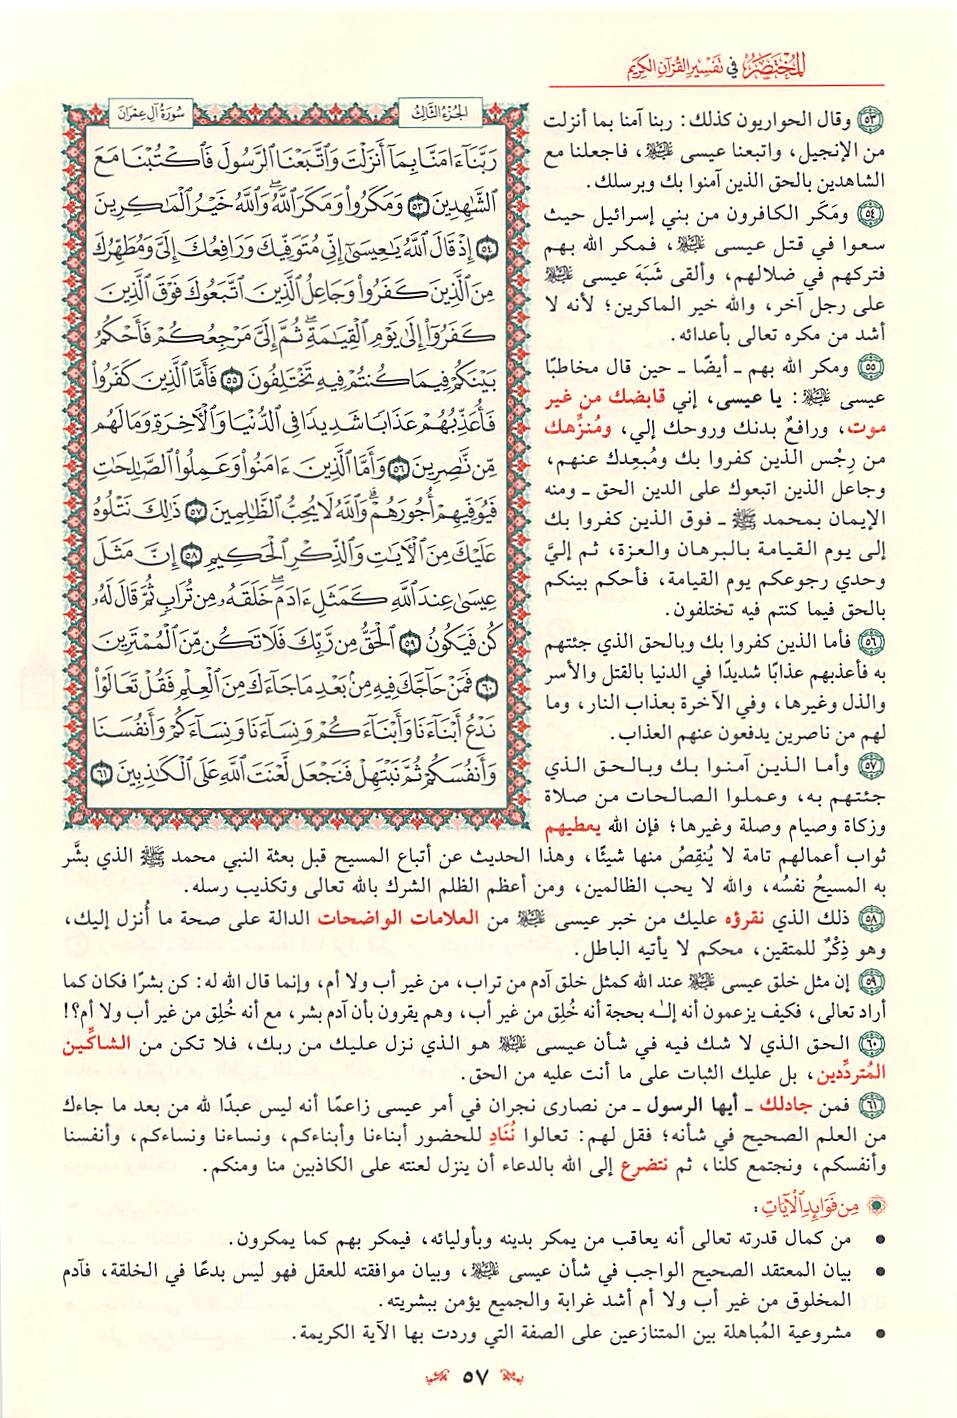 المختصر في تفسير القرآن الكريم
سورة آل عمران
الجزء الثالث
رَبَّنَآ ءَامَنَّا بِمَآ أَنزَلْتَ وَٱتَّبَعْنَا ٱلرَّسُولَ فَٱكْتُبْنَا مَعَ
ٱلشَّٰهِدِينَ ٥٣ وَمَكَرُوا۟ وَمَكَرَ ٱللَّهُ ۖ وَٱللَّهُ خَيْرُ ٱلْمَٰكِرِينَ
٥٤ إِذْ قَالَ ٱللَّهُ يَٰعِيسَىٰٓ إِنِّى مُتَوَفِّيكَ وَرَافِعُكَ إِلَىَّ وَمُطَهِّرُكَ
مِنَ ٱلَّذِينَ كَفَرُوا۟ وَجَاعِلُ ٱلَّذِينَ ٱتَّبَعُوكَ فَوْقَ ٱلَّذِينَ
كَفَرُوٓا۟ إِلَىٰ يَوْمِ ٱلْقِيَٰمَةِ ۖ ثُمَّ إِلَىَّ مَرْجِعُكُمْ فَأَحْكُمُ
بَيْنَكُمْ فِيمَا كُنتُمْ فِيهِ تَخْتَلِفُونَ ٥٥ فَأَمَّا ٱلَّذِينَ كَفَرُوا۟
فَأُعَذِّبُهُمْ عَذَابًا شَدِيدًا فِى ٱلدُّنْيَا وَٱلْءَاخِرَةِ وَمَا لَهُم
مِّن نَّٰصِرِينَ ٥٦ وَأَمَّا ٱلَّذِينَ ءَامَنُوا۟ وَعَمِلُوا۟ ٱلصَّٰلِحَٰتِ
فَيُوَفِّيهِمْ أُجُورَهُمْ ۗ وَٱللَّهُ لَا يُحِبُّ ٱلظَّٰلِمِينَ ٥٧ ذَٰلِكَ نَتْلُوهُ
عَلَيْكَ مِنَ ٱلْءَايَٰتِ وَٱلذِّكْرِ ٱلْحَكِيمِ ٥٨ إِنَّ مَثَلَ
عِيسَىٰ عِندَ ٱللَّهِ كَمَثَلِ ءَادَمَ ۖ خَلَقَهُۥ مِن تُرَابٍ ثُمَّ قَالَ لَهُۥ
كُن فَيَكُونُ ٥٩ ٱلْحَقُّ مِن رَّبِّكَ فَلَا تَكُن مِّنَ ٱلْمُمْتَرِينَ
٦٠ فَمَنْ حَآجَّكَ فِيهِ مِنۢ بَعْدِ مَا جَآءَكَ مِنَ ٱلْعِلْمِ فَقُلْ تَعَالَوْا۟
نَدْعُ أَبْنَآءَنَا وَأَبْنَآءَكُمْ وَنِسَآءَنَا وَنِسَآءَكُمْ وَأَنفُسَنَا
وَأَنفُسَكُمْ ثُمَّ نَبْتَهِلْ فَنَجْعَل لَّعْنَتَ ٱللَّهِ عَلَى ٱلْكَٰذِبِينَ ٦١
٥٣ وقال الحواريون كذلك: ربنا آمنا بما أنزلت
من الإنجيل، واتبعنا عيسى عليه السلام، فاجعلنا مع
الشاهدين بالحق الذين آمنوا بك وبرسلك.
٥٤ ومَكَر الكافرون من بني إسرائيل حيث
سعوا في قتل عيسى عليه السلام، فمكر الله بهم
فتركهم في ضلالهم، وألقى شَبَهَ عيسى عليه السلام
على رجل آخر، والله خير الماكرين؛ لأنه لا
أشد من مكره تعالى بأعدائه.
٥٥ ومكر الله بهم - أيضًا - حين قال مخاطبًا
عيسى عليه السلام: يا عيسى، إني قابضك من غير
موت، ورافعٌ بدنك وروحك إلي، ومُنزِّهك
من رِجْس الذين كفروا بك ومُبعِدك عنهم،
وجاعل الذين اتبعوك على الدين الحق - ومنه
الإيمان بمحمد ﷺ - فوق الذين كفروا بك
إلى يوم القيامة بالبرهان والعزة، ثم إليَّ
وحدي رجوعكم يوم القيامة، فأحكم بينكم
بالحق فيما كنتم فيه تختلفون.
٥٦ فأما الذين كفروا بك وبالحق الذي جئتهم
به فأعذبهم عذابًا شديدًا في الدنيا بالقتل والأسر
والذل وغيرها، وفي الآخرة بعذاب النار، وما
لهم من ناصرين يدفعون عنهم العذاب.
٥٧ وأما الذين آمنوا بك وبالحق الذي
جئتهم به، وعملوا الصالحات من صلاة
وزكاة وصيام وصلة وغيرها؛ فإن الله يعطيهم
ثواب أعمالهم تامة لا يُنقِصُ منها شيئًا، وهذا الحديث عن أتباع المسيح قبل بعثة النبي محمد ﷺ الذي بشَّر
به المسيحُ نفسُه، والله لا يحب الظالمين، ومن أعظم الظلم الشرك بالله تعالى وتكذيب رسله.
٥٨ ذلك الذي نقرؤه عليك من خبر عيسى عليه السلام من العلامات الواضحات الدالة على صحة ما أُنزل إليك،
وهو ذِكْرٌ للمتقين، محكم لا يأتيه الباطل.
٥٩ إن مثل خلق عيسى عليه السلام عند الله كمثل خلق آدم من تراب، من غير أب ولا أم، وإنما قال الله له: كن بشرًا فكان كما
أراد تعالى، فكيف يزعمون أنه إلـٰه بحجة أنه خُلِق من غير أب، وهم يقرون بأن آدم بشر، مع أنه خُلِق من غير أب ولا أم؟!
٦٠ الحق الذي لا شك فيه في شأن عيسى عليه السلام هو الذي نزل عليك من ربك، فلا تكن من الشاكِّين
المُتردِّدين، بل عليك الثبات على ما أنت عليه من الحق.
٦١ فمن جادلك - أيها الرسول - من نصارى نجران في أمر عيسى زاعمًا أنه ليس عبدًا لله من بعد ما جاءك
من العلم الصحيح في شأنه؛ فقل لهم: تعالوا نُنَادِ للحضور أبناءنا وأبناءكم، ونساءنا ونساءكم، وأنفسنا
وأنفسكم، ونجتمع كلنا، ثم نتضرع إلى الله بالدعاء أن ينزل لعنته على الكاذبين منا ومنكم.
من فوائد الآيات:
• من كمال قدرته تعالى أنه يعاقب من يمكر بدينه وبأوليائه، فيمكر بهم كما يمكرون.
• بيان المعتقد الصحيح الواجب في شأن عيسى عليه السلام، وبيان موافقته للعقل فهو ليس بدعًا في الخلقة، فآدم
المخلوق من غير أب ولا أم أشد غرابة والجميع يؤمن ببشريته.
• مشروعية المُباهلة بين المتنازعين على الصفة التي وردت بها الآية الكريمة.
٥٧